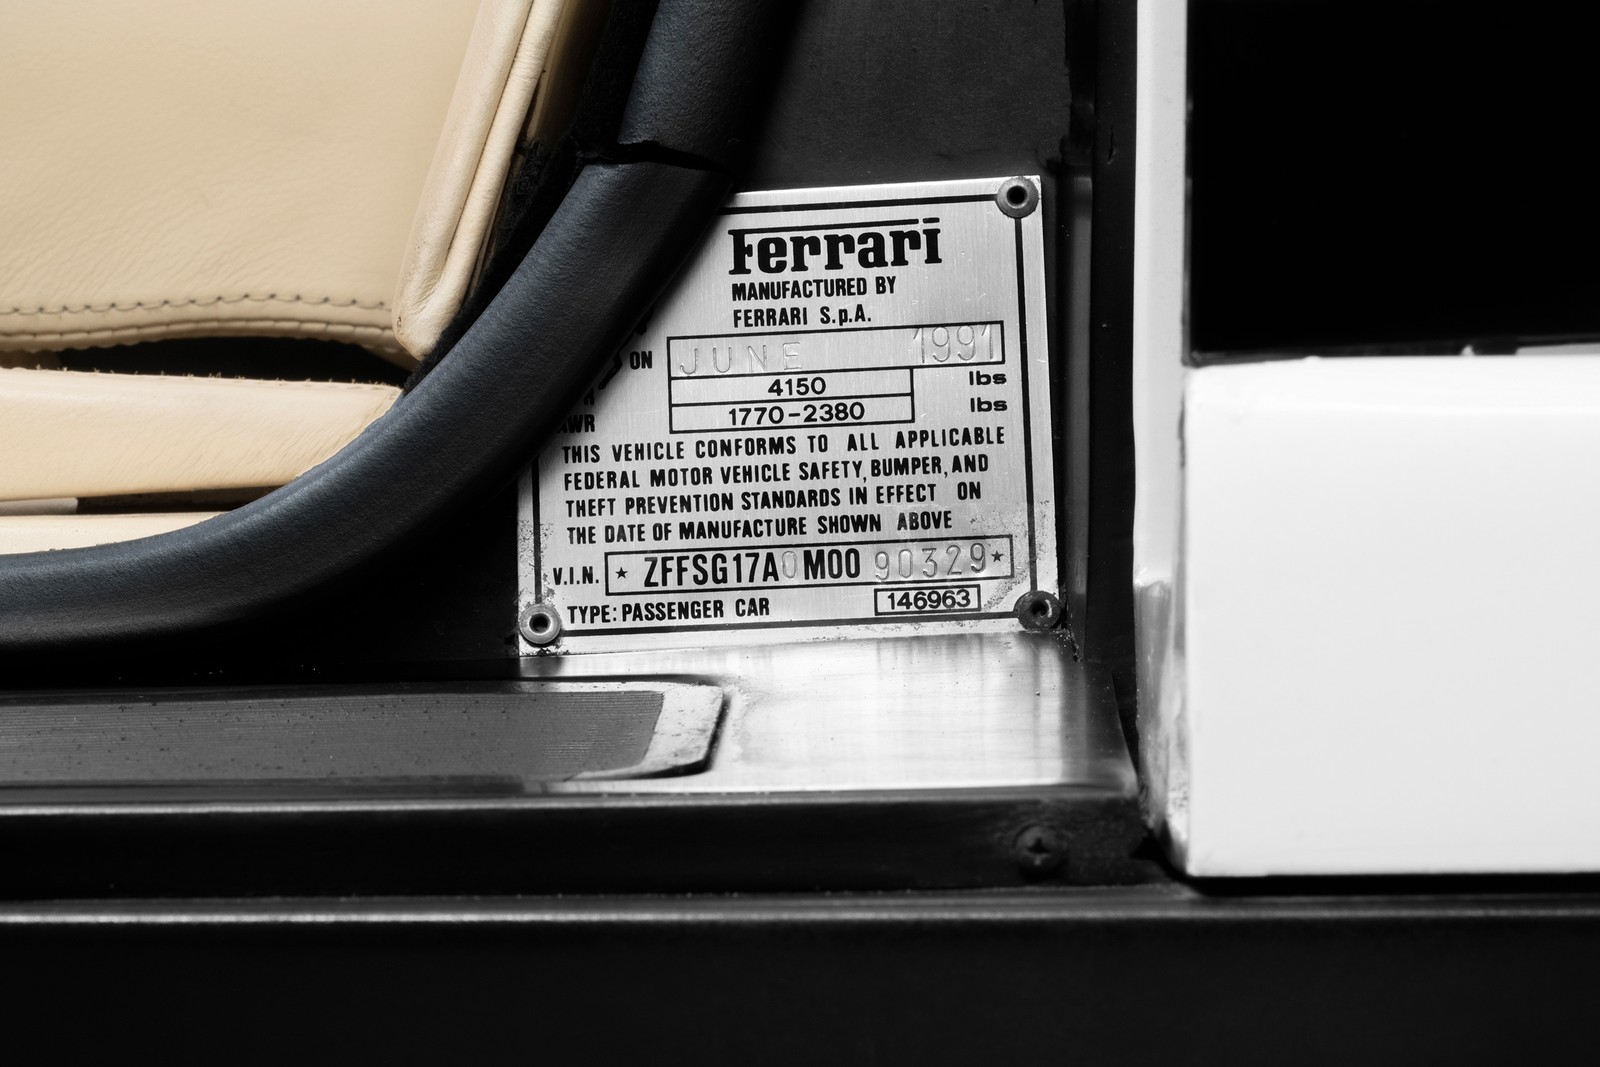 Ferrari
MANUFACTURED BY
FERRARI S.p.A.
ON JUNE 1991
4150 lbs
1770-2380 lbs
THIS VEHICLE CONFORMS TO ALL APPLICABLE
FEDERAL MOTOR VEHICLE SAFETY, BUMPER, AND
THEFT PREVENTION STANDARDS IN EFFECT ON
THE DATE OF MANUFACTURE SHOWN ABOVE
V.I.N. ★ ZFFSG17A0M0090329 ★
TYPE: PASSENGER CAR 146963